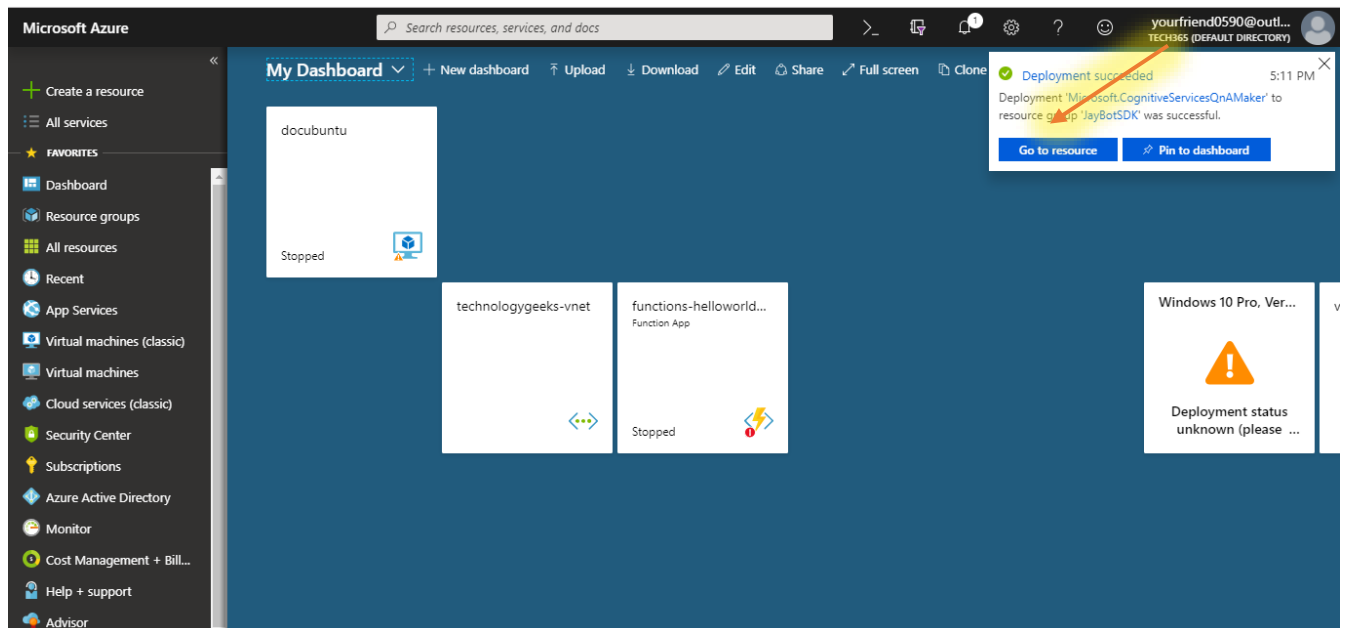 Microsoft Azure
Search resources, services, and docs
1
yourfriend0590@outl...
TECH365 (DEFAULT DIRECTORY)
Create a resource
All services
FAVORITES
Dashboard
Resource groups
All resources
Recent
App Services
Virtual machines (classic)
Virtual machines
Cloud services (classic)
Security Center
Subscriptions
Azure Active Directory
Monitor
Cost Management + Bill...
Help + support
Advisor
My Dashboard
New dashboard
Upload
Download
Edit
Share
Full screen
Clone
Deployment succeeded
5:11 PM
Deployment 'Microsoft.CognitiveServicesQnAMaker' to
resource group 'JayBotSDK' was successful.
Go to resource
Pin to dashboard
docubuntu
Stopped
technologygeeks-vnet
functions-helloworld...
Function App
Stopped
Windows 10 Pro, Ver...
Deployment status
unknown (please ...
v